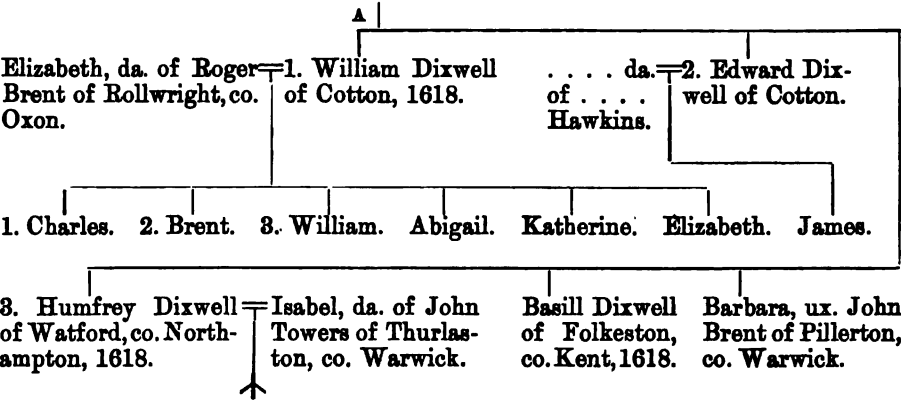 A
Elizabeth, da. of Roger
Brent of Rollwright, co.
Oxon.
1. William Dixwell
of Cotton, 1618.
. . . . da.
of . . . .
Hawkins.
2. Edward Dix-
well of Cotton.
1. Charles. 2. Brent. 3. William. Abigail. Katherine. Elizabeth. James.
3. Humfrey Dixwell
of Watford, co. North-
ampton, 1618.
Isabel, da. of John
Towers of Thurlas-
ton, co. Warwick.
Basill Dixwell
of Folkeston,
co. Kent, 1618.
Barbara, ux. John
Brent of Pillerton,
co. Warwick.